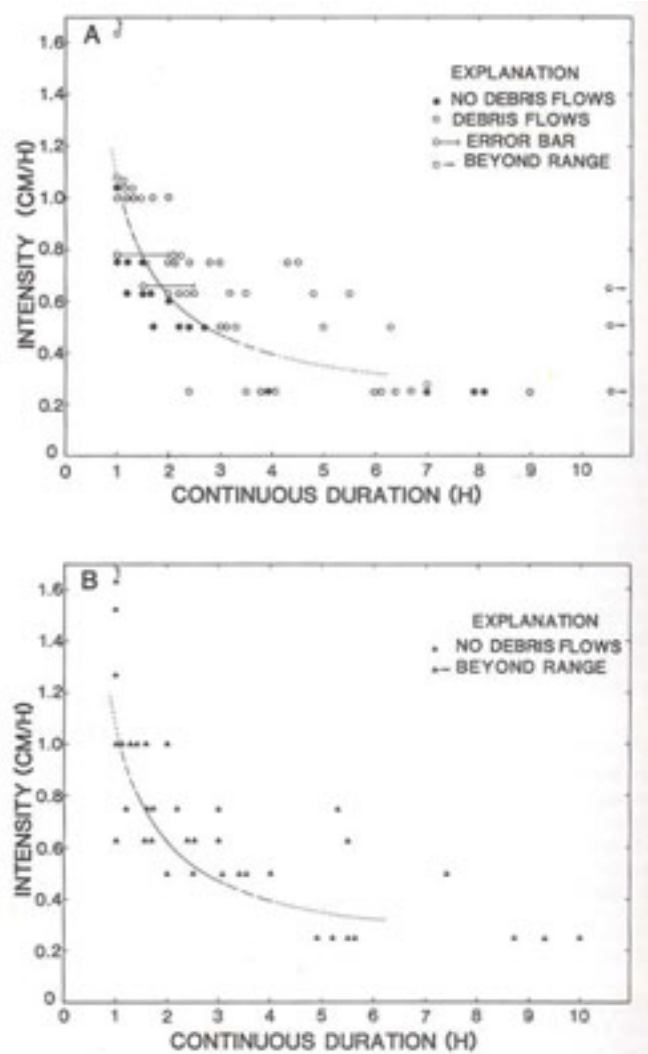 A
EXPLANATION
NO DEBRIS FLOWS
DEBRIS FLOWS
ERROR BAR
BEYOND RANGE
INTENSITY (CM/H)
1.6
1.4
1.2
1.0
0.8
0.6
0.4
0.2
0
0 1 2 3 4 5 6 7 8 9 10
CONTINUOUS DURATION (H)
B
EXPLANATION
NO DEBRIS FLOWS
BEYOND RANGE
INTENSITY (CM/H)
1.6
1.4
1.2
1.0
0.8
0.6
0.4
0.2
0
0 1 2 3 4 5 6 7 8 9 10
CONTINUOUS DURATION (H)